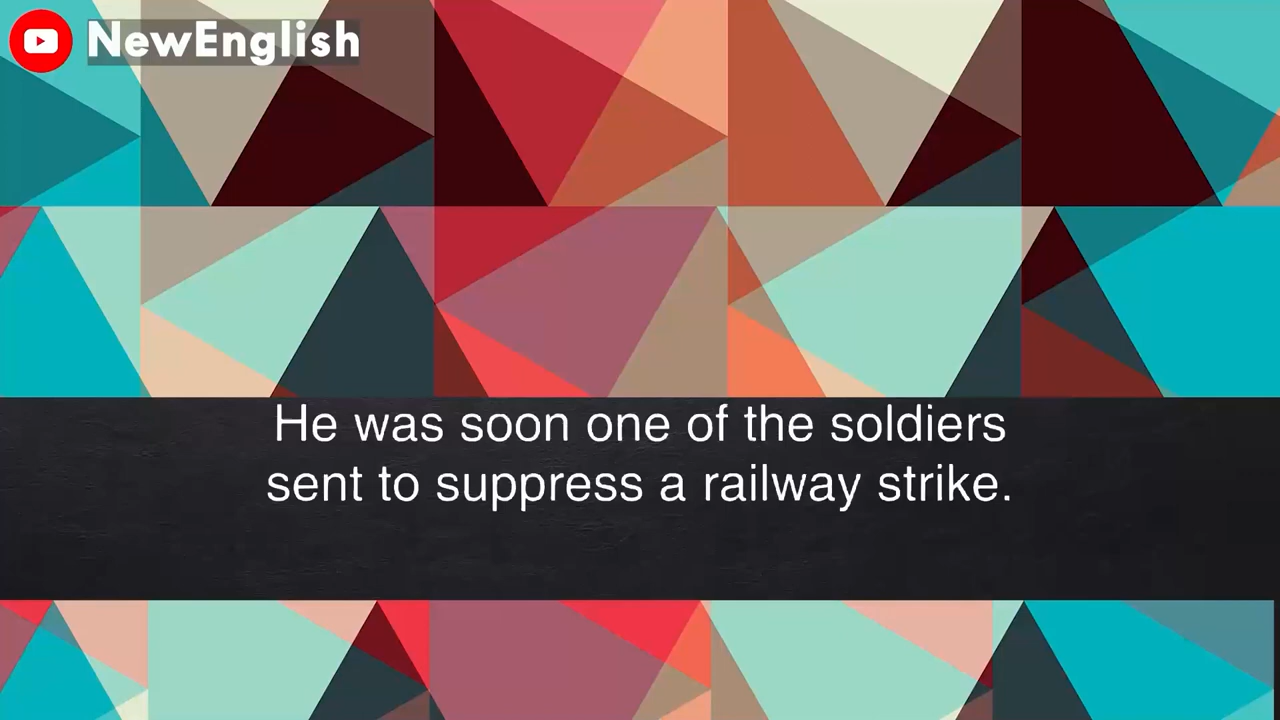 NewEnglish
He was soon one of the soldiers
sent to suppress a railway strike.